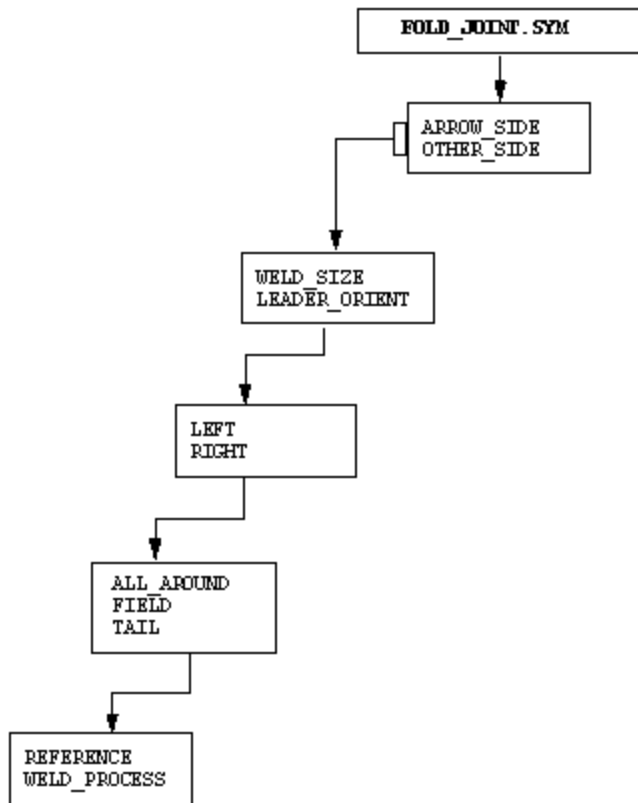 FOLD_JOINT.SYM
ARROW_SIDE
OTHER_SIDE
WELD_SIZE
LEADER_ORIENT
LEFT
RIGHT
ALL_AROUND
FIELD
TAIL
REFERENCE
WELD_PROCESS